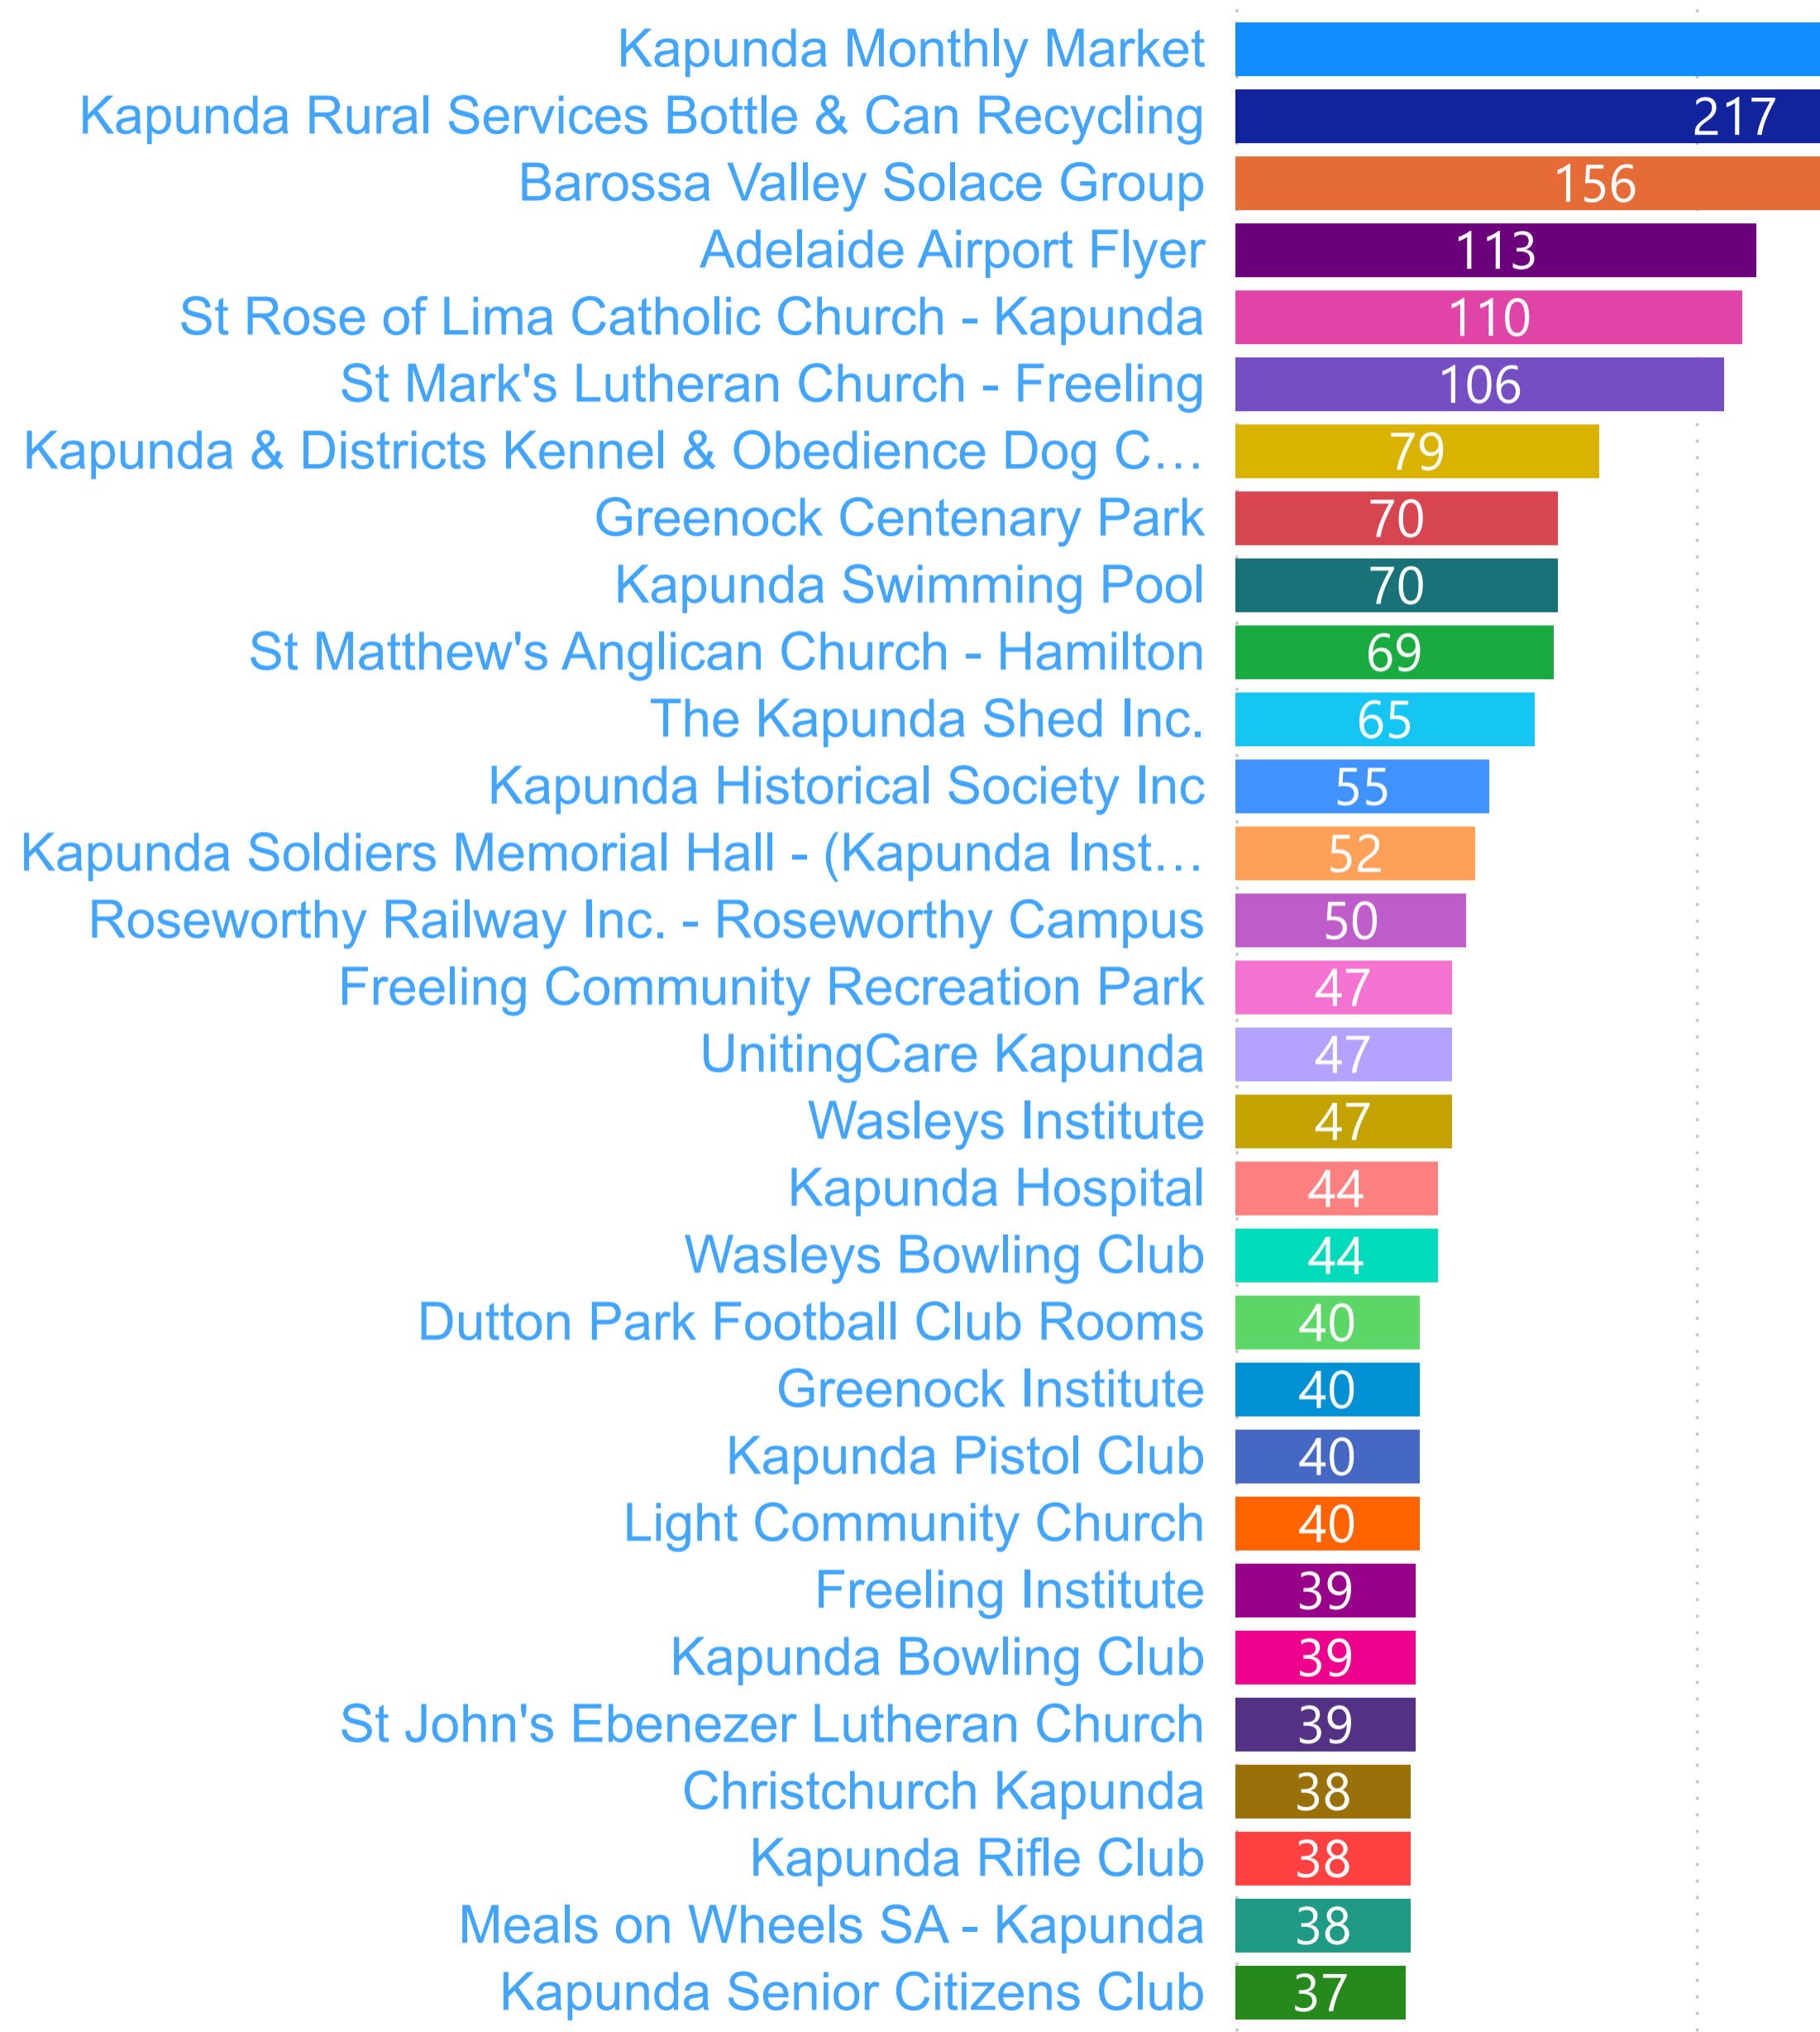 Kapunda Monthly Market
Kapunda Rural Services Bottle & Can Recycling 217
Barossa Valley Solace Group 156
Adelaide Airport Flyer 113
St Rose of Lima Catholic Church - Kapunda 110
St Mark's Lutheran Church - Freeling 106
Kapunda & Districts Kennel & Obedience Dog C... 79
Greenock Centenary Park 70
Kapunda Swimming Pool 70
St Matthew's Anglican Church - Hamilton 69
The Kapunda Shed Inc. 65
Kapunda Historical Society Inc 55
Kapunda Soldiers Memorial Hall - (Kapunda Inst... 52
Roseworthy Railway Inc. - Roseworthy Campus 50
Freeling Community Recreation Park 47
UnitingCare Kapunda 47
Wasleys Institute 47
Kapunda Hospital 44
Wasleys Bowling Club 44
Dutton Park Football Club Rooms 40
Greenock Institute 40
Kapunda Pistol Club 40
Light Community Church 40
Freeling Institute 39
Kapunda Bowling Club 39
St John's Ebenezer Lutheran Church 39
Christchurch Kapunda 38
Kapunda Rifle Club 38
Meals on Wheels SA - Kapunda 38
Kapunda Senior Citizens Club 37